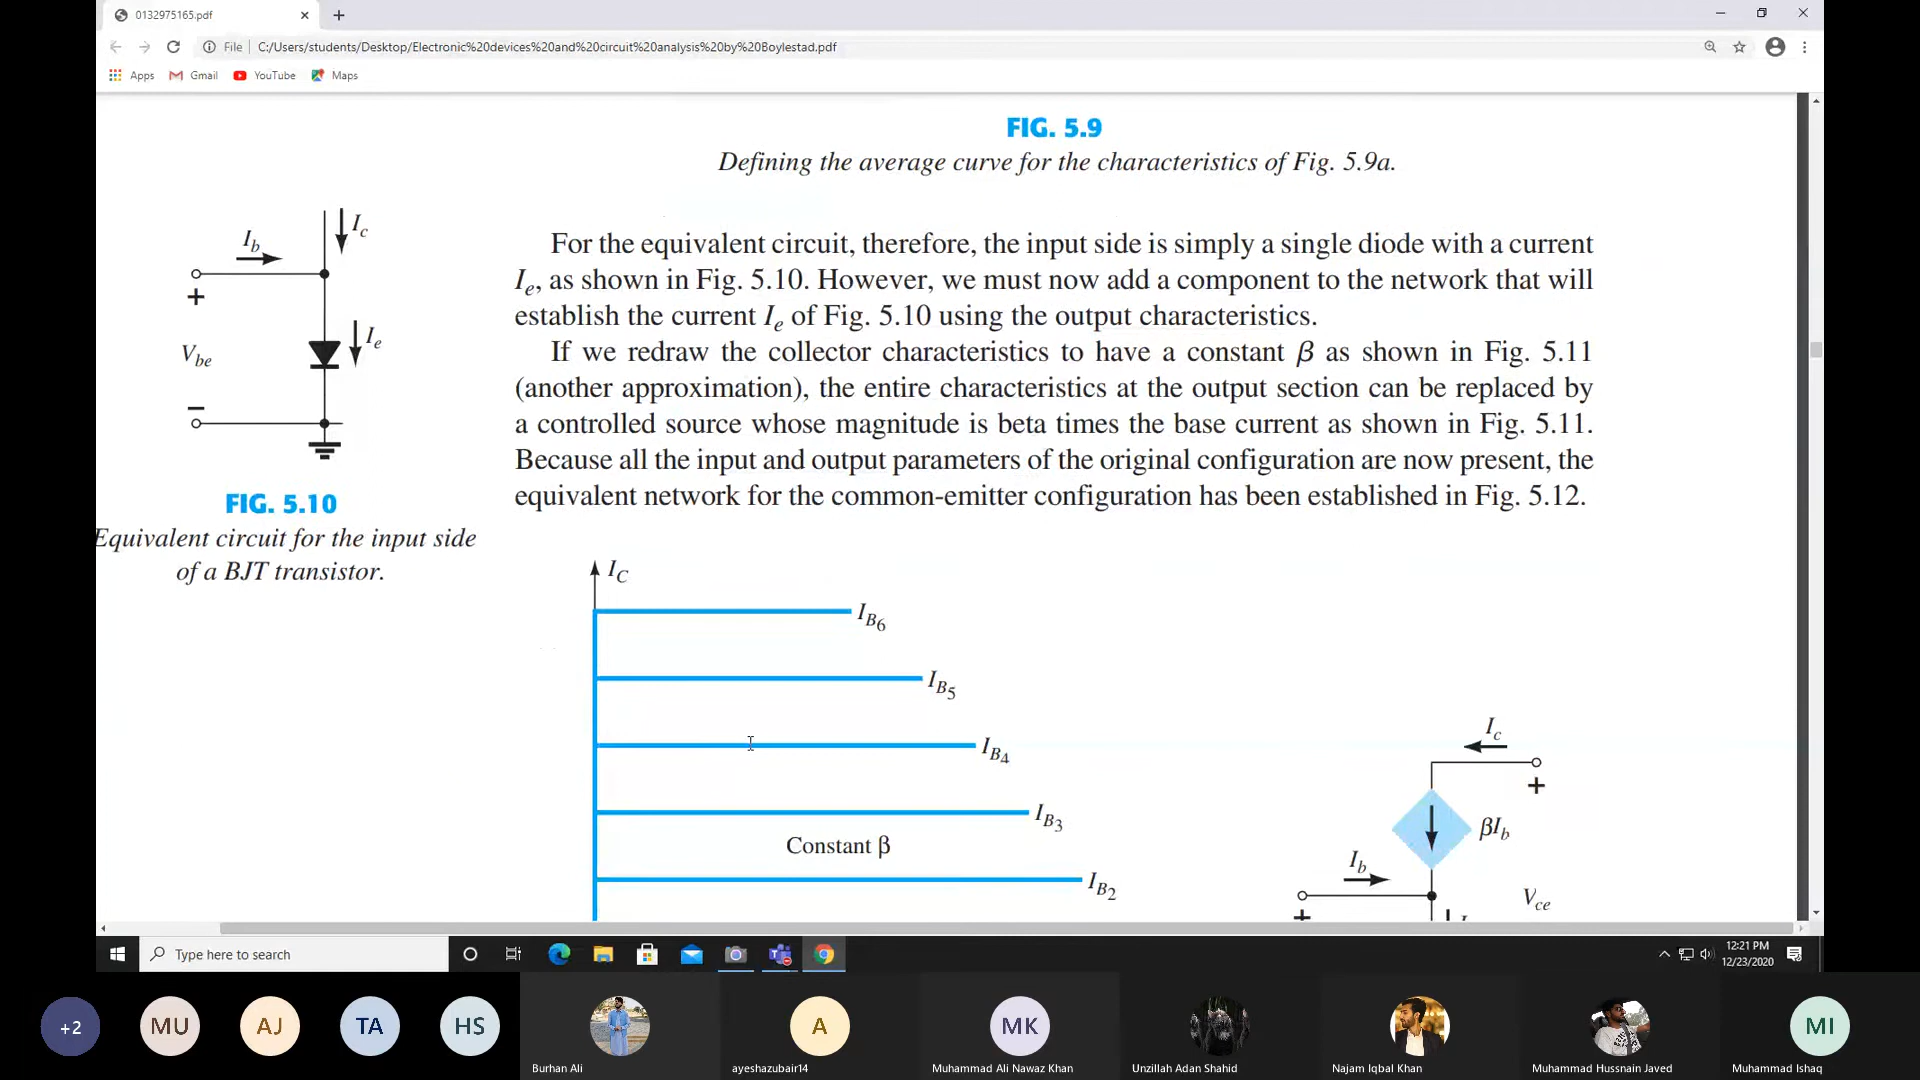 0132975165.pdf
File
C:/Users/students/Desktop/Electronic%20devices%20and%20circuit%20analysis%20by%20Boylestad.pdf
Apps
Gmail
YouTube
Maps
FIG. 5.9
Defining the average curve for the characteristics of Fig. 5.9a.
Ib
Ic
+
Vbe
Ie
−
FIG. 5.10
Equivalent circuit for the input side
of a BJT transistor.
For the equivalent circuit, therefore, the input side is simply a single diode with a current
Ie, as shown in Fig. 5.10. However, we must now add a component to the network that will
establish the current Ie of Fig. 5.10 using the output characteristics.
If we redraw the collector characteristics to have a constant β as shown in Fig. 5.11
(another approximation), the entire characteristics at the output section can be replaced by
a controlled source whose magnitude is beta times the base current as shown in Fig. 5.11.
Because all the input and output parameters of the original configuration are now present, the
equivalent network for the common-emitter configuration has been established in Fig. 5.12.
IC
IB6
IB5
IB4
IB3
Constant β
IB2
Ic
+
βIb
Ib
Vce
+
Type here to search
12:21 PM
12/23/2020
+2
MU
AJ
TA
HS
Burhan Ali
A
ayeshazubair14
MK
Muhammad Ali Nawaz Khan
Unzillah Adan Shahid
Najam Iqbal Khan
Muhammad Hussnain Javed
MI
Muhammad Ishaq